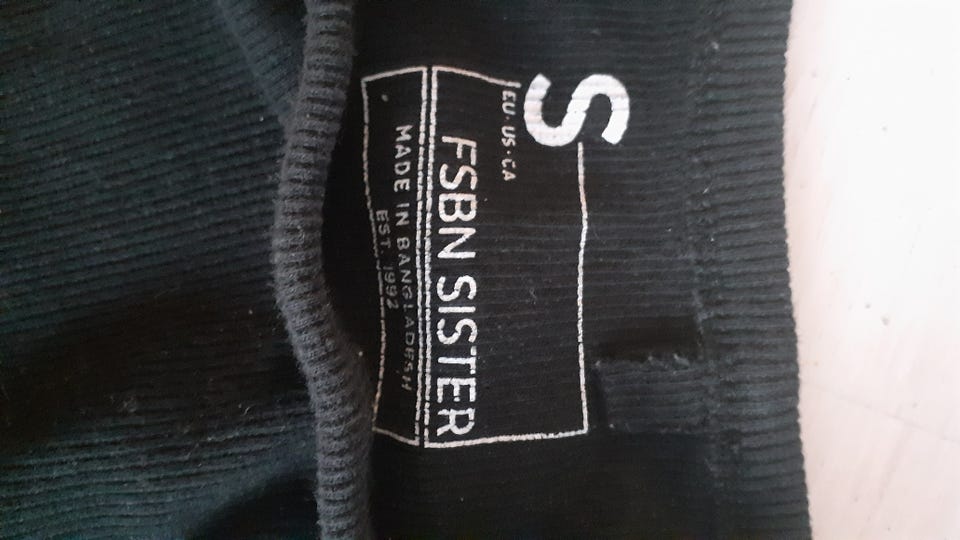 S
EU·US·CA
FSBN SISTER
MADE IN BANGLADESH
EST. 1992